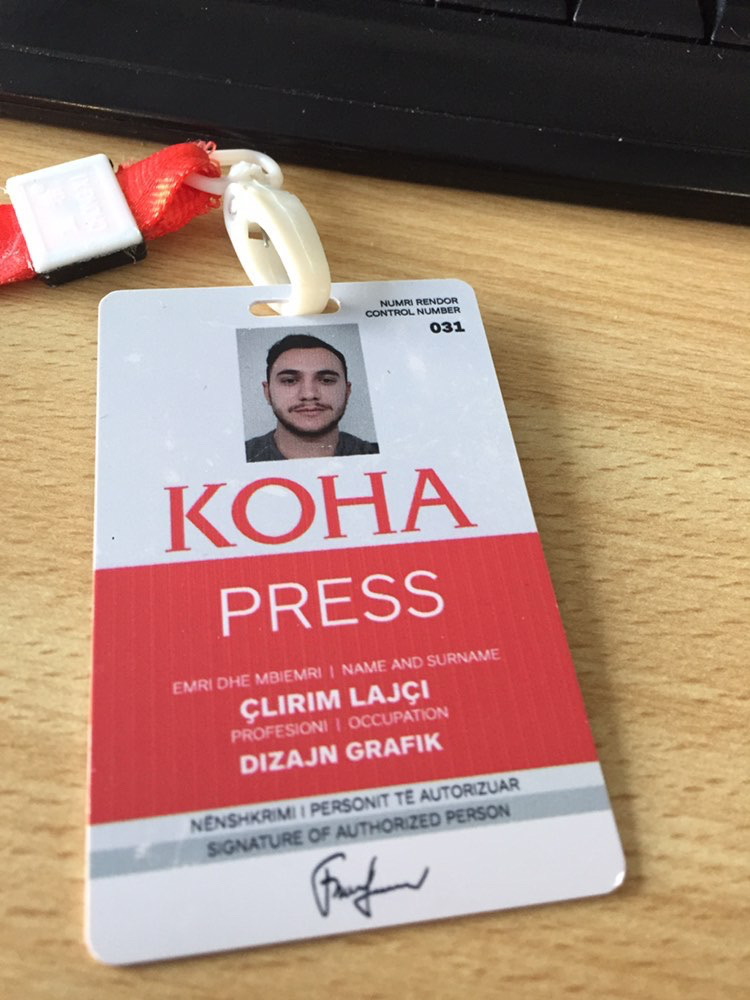 NUMRI RENDOR
CONTROL NUMBER
031
KOHA
PRESS
EMRI DHE MBIEMRI | NAME AND SURNAME
ÇLIRIM LAJÇI
PROFESIONI | OCCUPATION
DIZAJN GRAFIK
NËNSHKRIMI I PERSONIT TË AUTORIZUAR
SIGNATURE OF AUTHORIZED PERSON